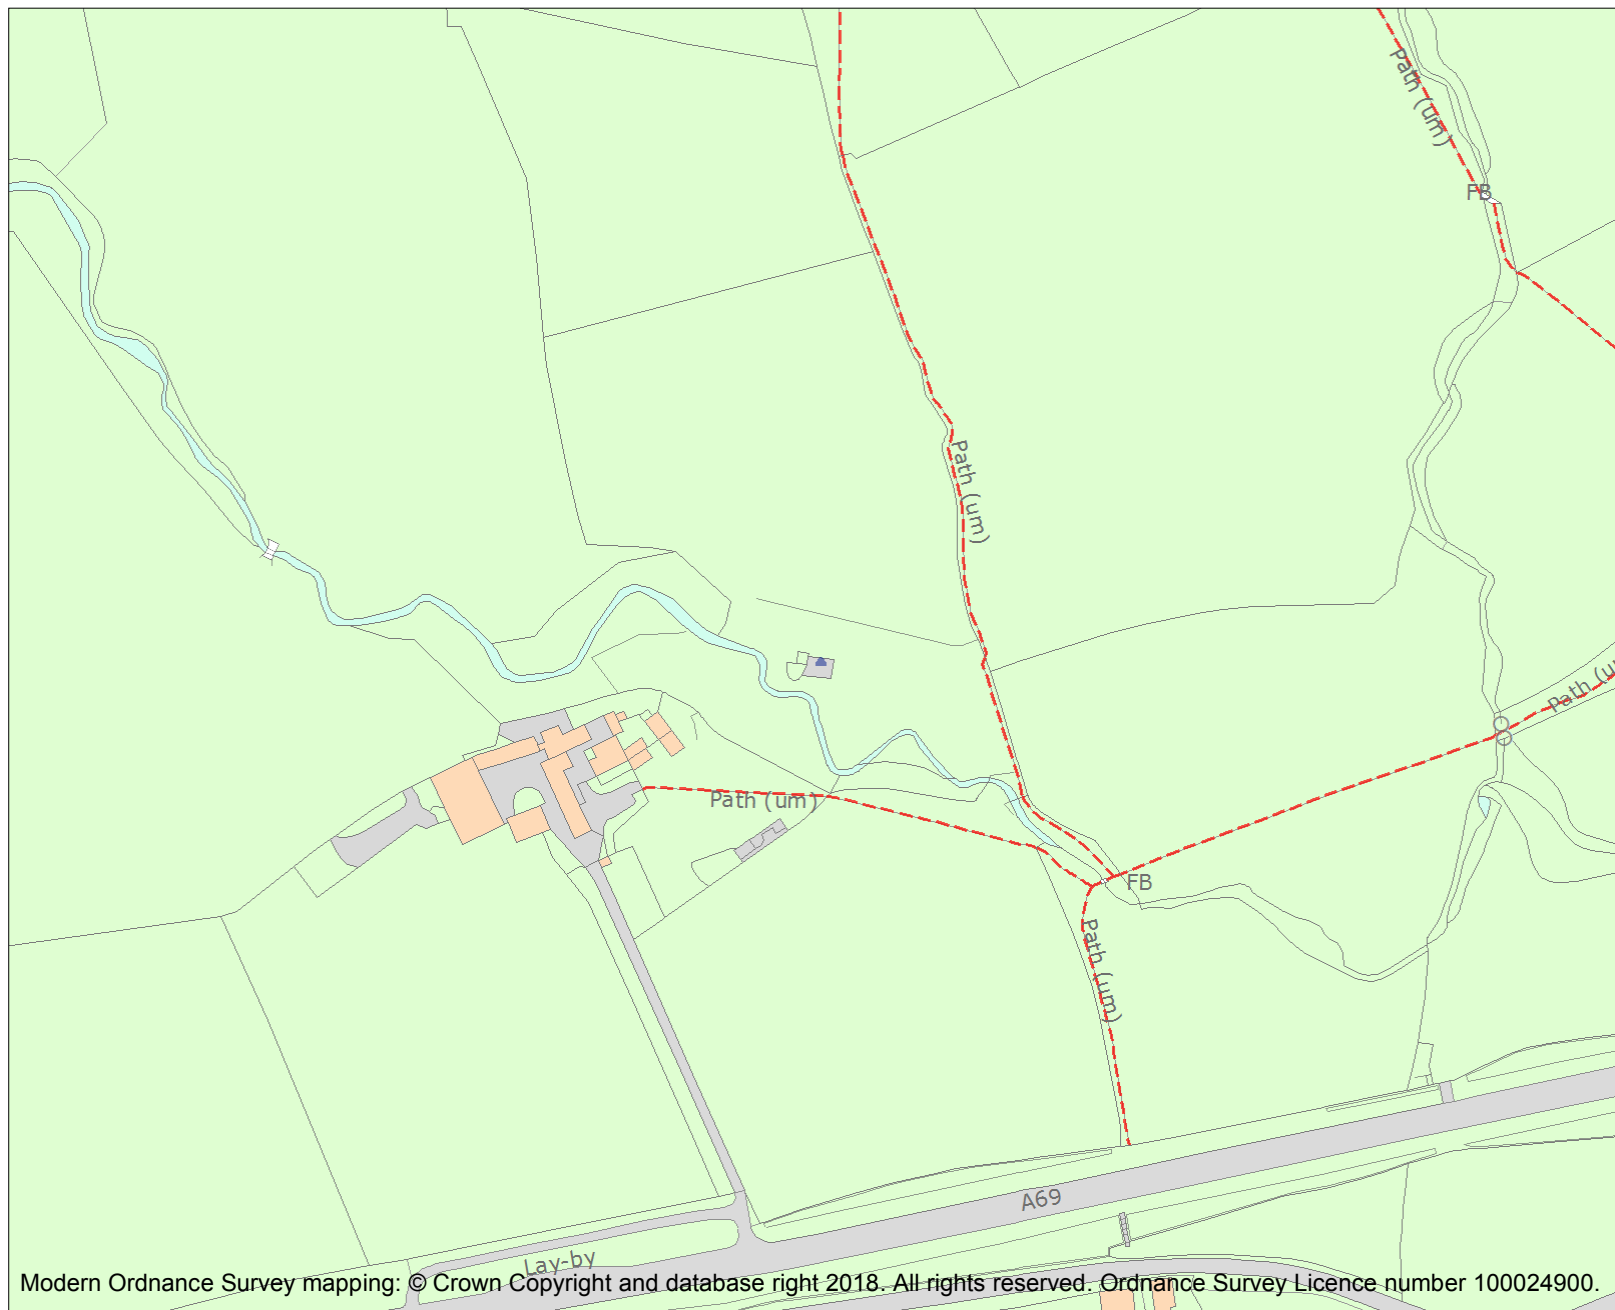 Path (um)
FB
Path (um)
Path (u
Path (um)
FB
Path (um)
A69
Lay-by
Modern Ordnance Survey mapping: © Crown Copyright and database right 2018. All rights reserved. Ordnance Survey Licence number 100024900.